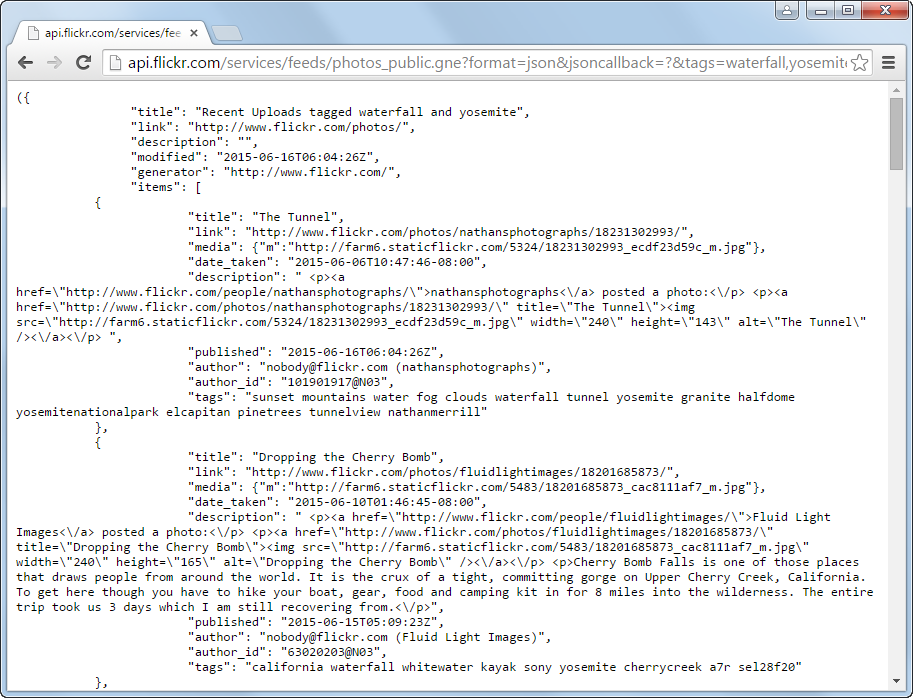 api.flickr.com/services/fee
api.flickr.com/services/feeds/photos_public.gne?format=json&jsoncallback=?&tags=waterfall,yosemite
({
"title": "Recent Uploads tagged waterfall and yosemite",
"link": "http://www.flickr.com/photos/",
"description": "",
"modified": "2015-06-16T06:04:26Z",
"generator": "http://www.flickr.com/",
"items": [
{
"title": "The Tunnel",
"link": "http://www.flickr.com/photos/nathansphotographs/18231302993/",
"media": {"m":"http://farm6.staticflickr.com/5324/18231302993_ecdf23d59c_m.jpg"},
"date_taken": "2015-06-06T10:47:46-08:00",
"description": " <p><a
href=\"http://www.flickr.com/people/nathansphotographs/\">nathansphotographs<\/a> posted a photo:<\/p> <p><a
href=\"http://www.flickr.com/photos/nathansphotographs/18231302993/\" title=\"The Tunnel\"><img
src=\"http://farm6.staticflickr.com/5324/18231302993_ecdf23d59c_m.jpg\" width=\"240\" height=\"143\" alt=\"The Tunnel\"
/><\/a><\/p> ",
"published": "2015-06-16T06:04:26Z",
"author": "nobody@flickr.com (nathansphotographs)",
"author_id": "101901917@N03",
"tags": "sunset mountains water fog clouds waterfall tunnel yosemite granite halfdome
yosemitenationalpark elcapitan pinetrees tunnelview nathanmerrill"
},
{
"title": "Dropping the Cherry Bomb",
"link": "http://www.flickr.com/photos/fluidlightimages/18201685873/",
"media": {"m":"http://farm6.staticflickr.com/5483/18201685873_cac8111af7_m.jpg"},
"date_taken": "2015-06-10T01:46:45-08:00",
"description": " <p><a href=\"http://www.flickr.com/people/fluidlightimages/\">Fluid Light
Images<\/a> posted a photo:<\/p> <p><a href=\"http://www.flickr.com/photos/fluidlightimages/18201685873/\"
title=\"Dropping the Cherry Bomb\"><img src=\"http://farm6.staticflickr.com/5483/18201685873_cac8111af7_m.jpg\"
width=\"240\" height=\"165\" alt=\"Dropping the Cherry Bomb\" /><\/a><\/p> <p>Cherry Bomb Falls is one of those places
that draws people from around the world. It is the crux of a tight, committing gorge on Upper Cherry Creek, California.
To get here though you have to hike your boat, gear, food and camping kit in for 8 miles into the wilderness. The entire
trip took us 3 days which I am still recovering from.<\/p>",
"published": "2015-06-15T05:09:23Z",
"author": "nobody@flickr.com (Fluid Light Images)",
"author_id": "63020203@N03",
"tags": "california waterfall whitewater kayak sony yosemite cherrycreek a7r sel28f20"
},